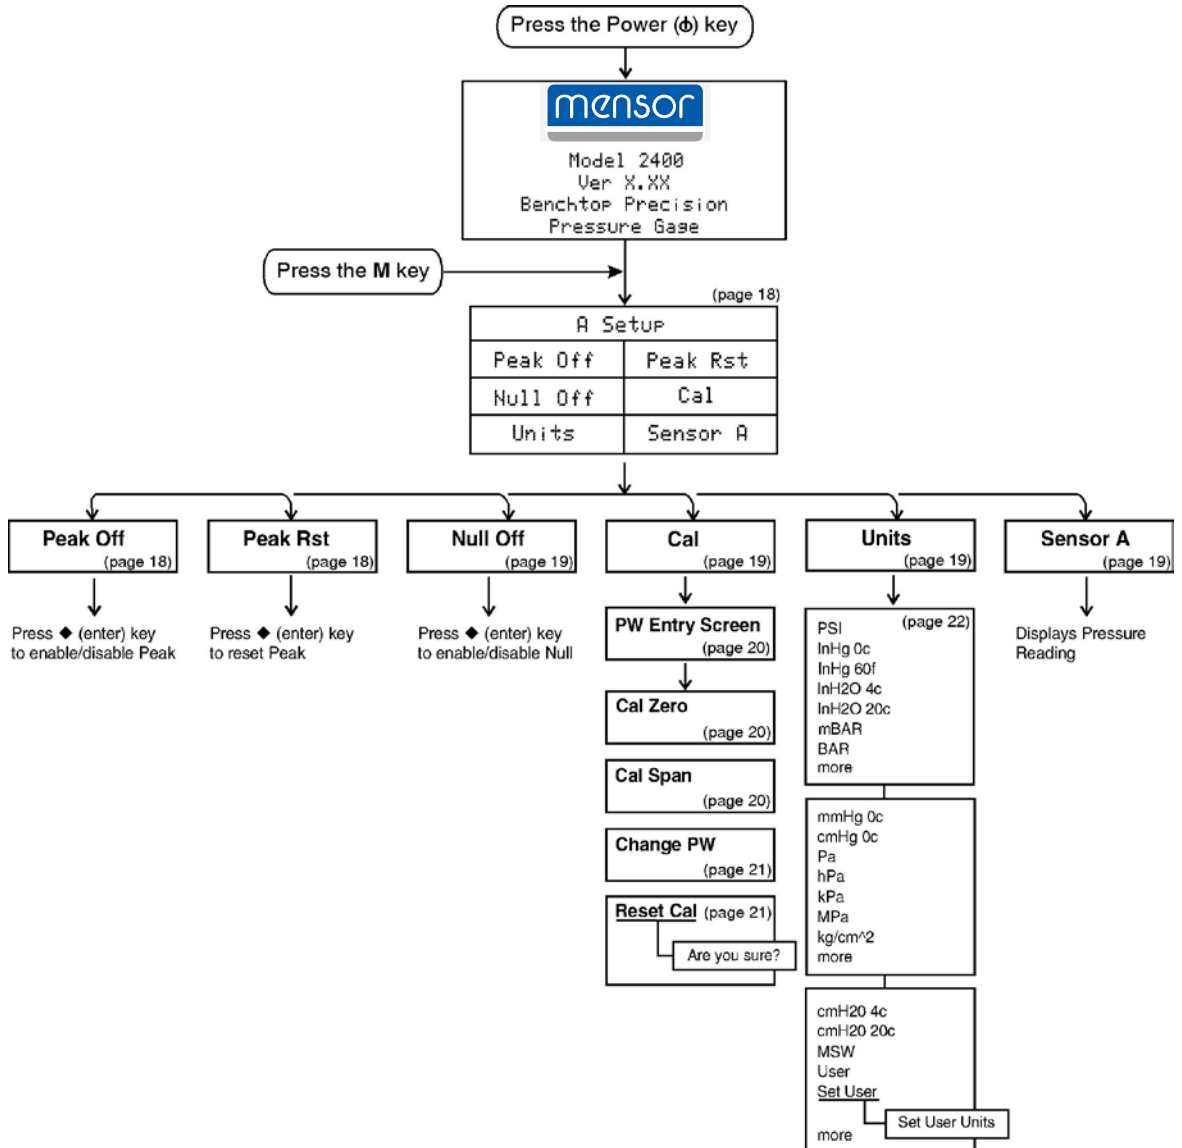 Press the Power (⏼) key
mensor
Model 2400
Ver X.XX
Benchtop Precision
Pressure Gage
Press the M key
(page 18)
A Setup
Peak Off Peak Rst
Null Off Cal
Units Sensor A
Peak Off
(page 18)
Peak Rst
(page 18)
Null Off
(page 19)
Cal
(page 19)
Units
(page 19)
Sensor A
(page 19)
Press ◆ (enter) key
to enable/disable Peak
Press ◆ (enter) key
to reset Peak
Press ◆ (enter) key
to enable/disable Null
PW Entry Screen
(page 20)
Cal Zero
(page 20)
Cal Span
(page 20)
Change PW
(page 21)
Reset Cal (page 21)
Are you sure?
(page 22)
PSI
InHg 0c
InHg 60f
InH2O 4c
InH2O 20c
mBAR
BAR
more
mmHg 0c
cmHg 0c
Pa
hPa
kPa
MPa
kg/cm^2
more
cmH20 4c
cmH20 20c
MSW
User
Set User
Set User Units
more
Displays Pressure
Reading